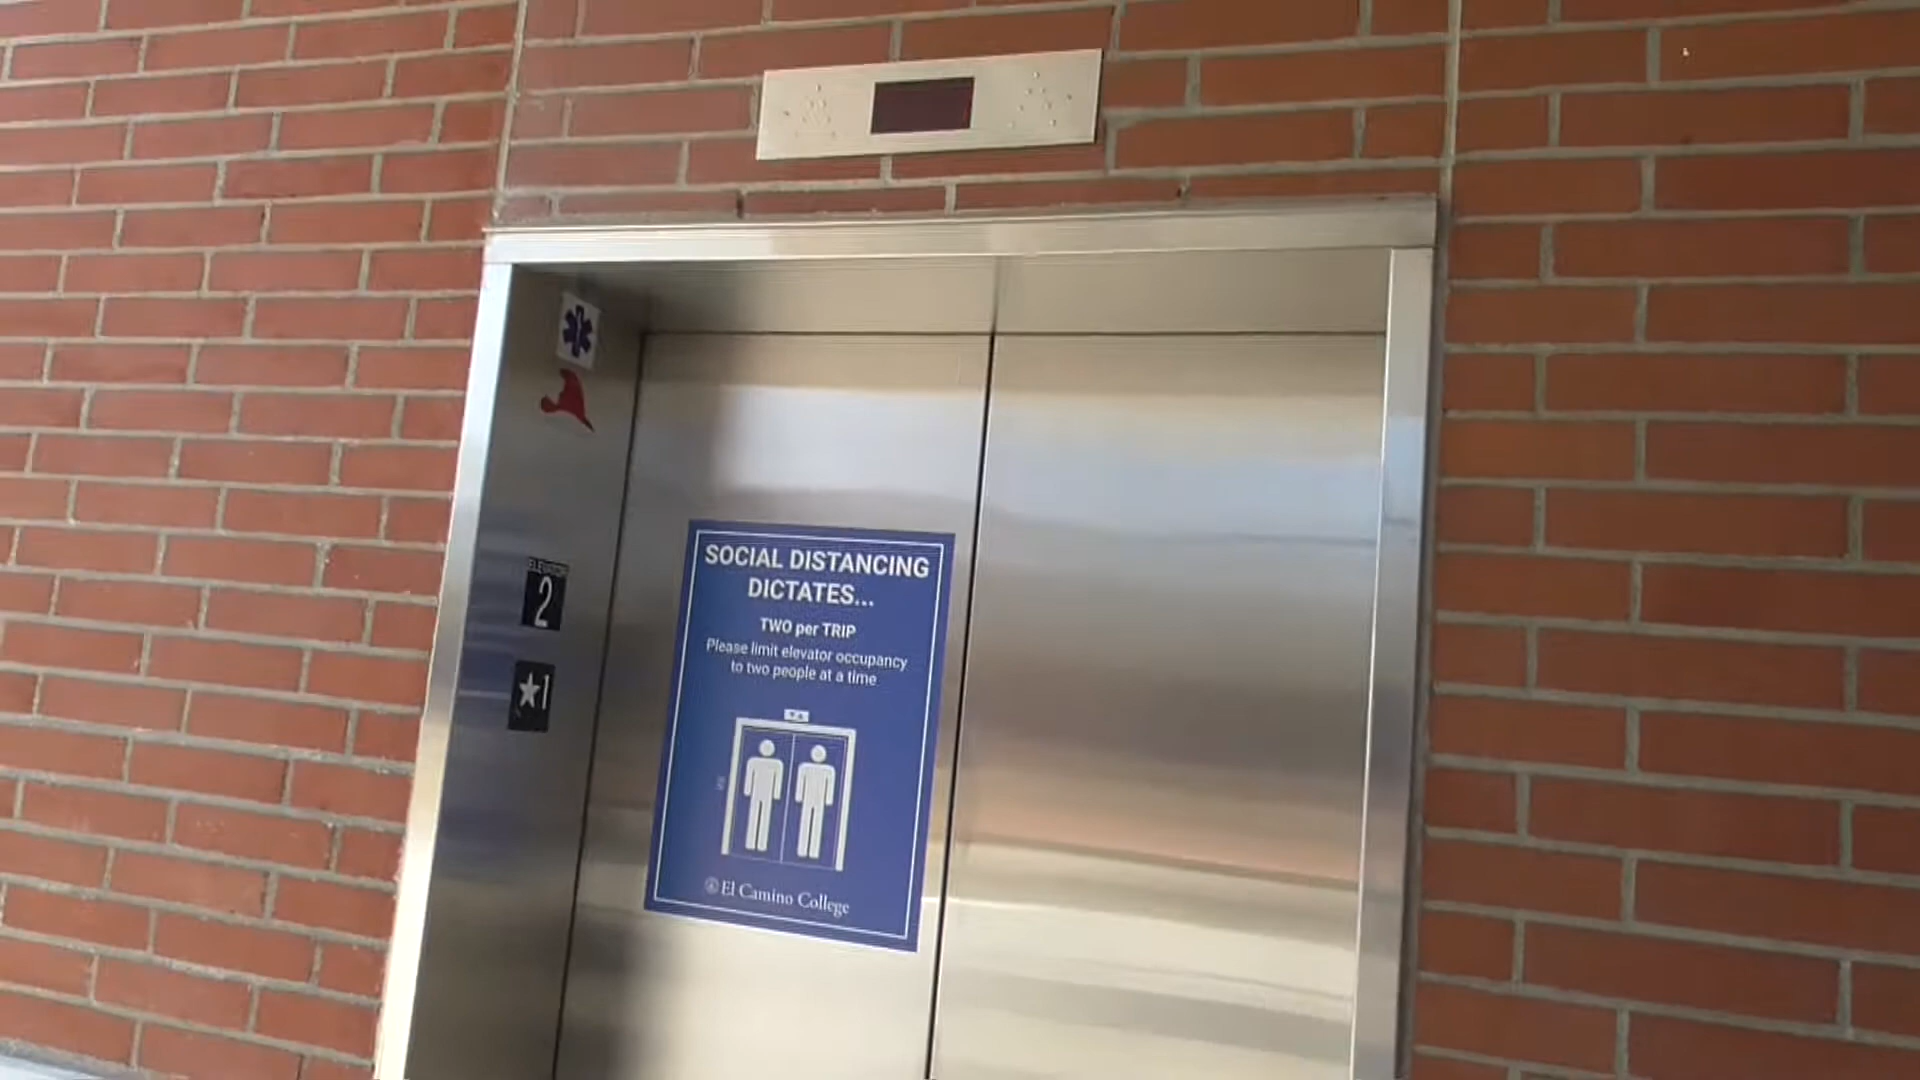 ELEVATOR
2
★1
SOCIAL DISTANCING
DICTATES...
TWO per TRIP
Please limit elevator occupancy
to two people at a time
El Camino College